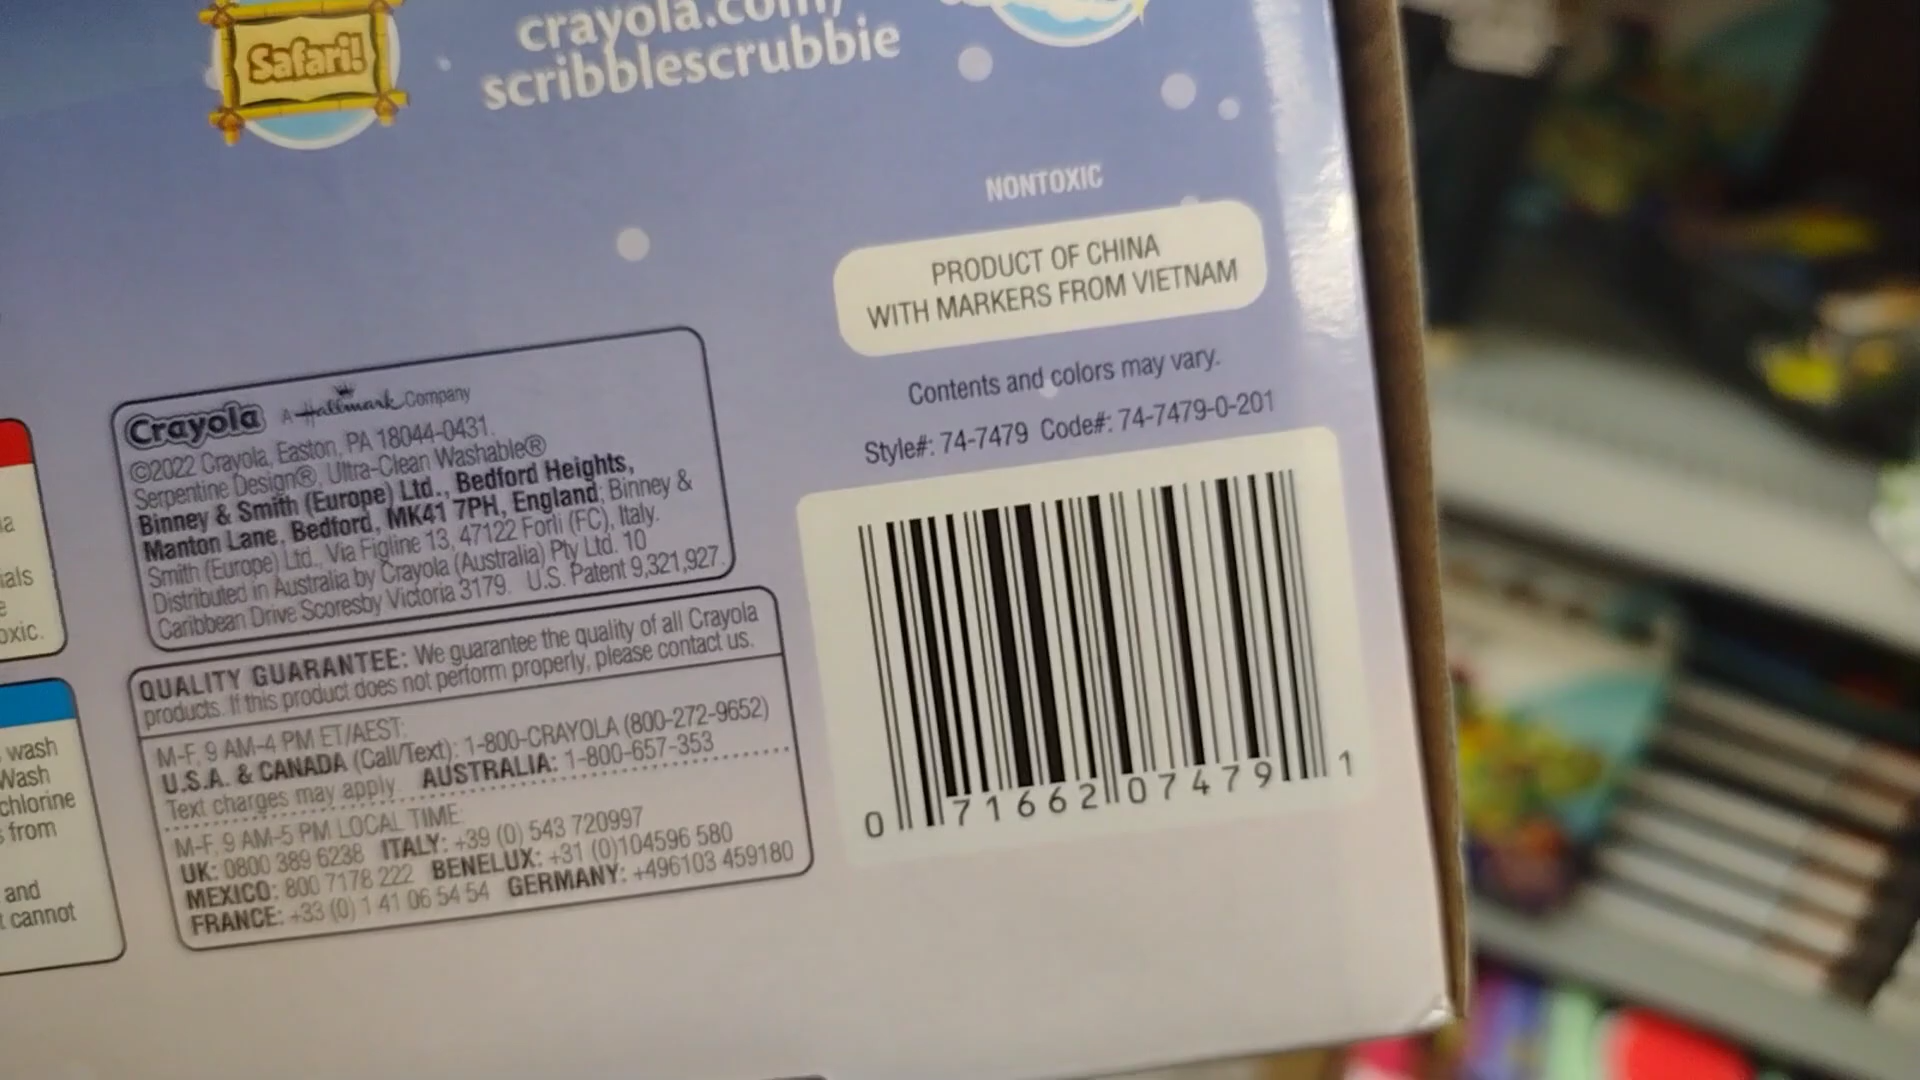 Safari!
crayola.com/
scribblescrubbie
NONTOXIC
PRODUCT OF CHINA
WITH MARKERS FROM VIETNAM
Contents and colors may vary.
Style#: 74-7479 Code#: 74-7479-0-201
0 71662 07479 1
Crayola A Hallmark Company
©2022 Crayola, Easton, PA 18044-0431.
Serpentine Design®, Ultra-Clean Washable®
Binney & Smith (Europe) Ltd., Bedford Heights,
Manton Lane, Bedford, MK41 7PH, England; Binney &
Smith (Europe) Ltd., Via Figline 13, 47122 Forlì (FC), Italy.
Distributed in Australia by Crayola (Australia) Pty Ltd. 10
Caribbean Drive Scoresby Victoria 3179. U.S. Patent 9,321,927.
QUALITY GUARANTEE: We guarantee the quality of all Crayola
products. If this product does not perform properly, please contact us.
M-F, 9 AM-4 PM ET/AEST:
U.S.A. & CANADA (Call/Text): 1-800-CRAYOLA (800-272-9652)
Text charges may apply AUSTRALIA: 1-800-657-353
M-F, 9 AM-5 PM LOCAL TIME:
UK: 0800 389 6238 ITALY: +39 (0) 543 720997
MEXICO: 800 7178 222 BENELUX: +31 (0)104596 580
FRANCE: +33 (0) 1 41 06 54 54 GERMANY: +496103 459180
wash
Wash
chlorine
from
and
cannot